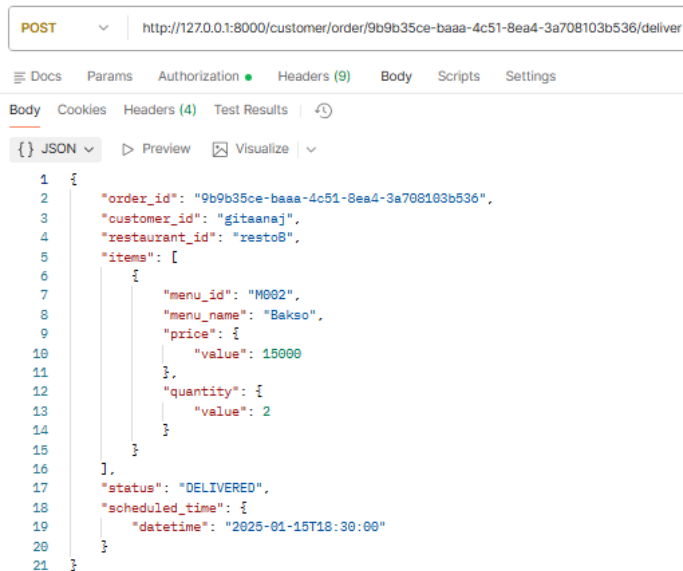 POST http://127.0.0.1:8000/customer/order/9b9b35ce-baaa-4c51-8ea4-3a708103b536/deliver
Docs Params Authorization Headers (9) Body Scripts Settings
Body Cookies Headers (4) Test Results
{} JSON Preview Visualize
1 {
2 "order_id": "9b9b35ce-baaa-4c51-8ea4-3a708103b536",
3 "customer_id": "gitaanaj",
4 "restaurant_id": "restoB",
5 "items": [
6 {
7 "menu_id": "M002",
8 "menu_name": "Bakso",
9 "price": {
10 "value": 15000
11 },
12 "quantity": {
13 "value": 2
14 }
15 }
16 ],
17 "status": "DELIVERED",
18 "scheduled_time": {
19 "datetime": "2025-01-15T18:30:00"
20 }
21 }